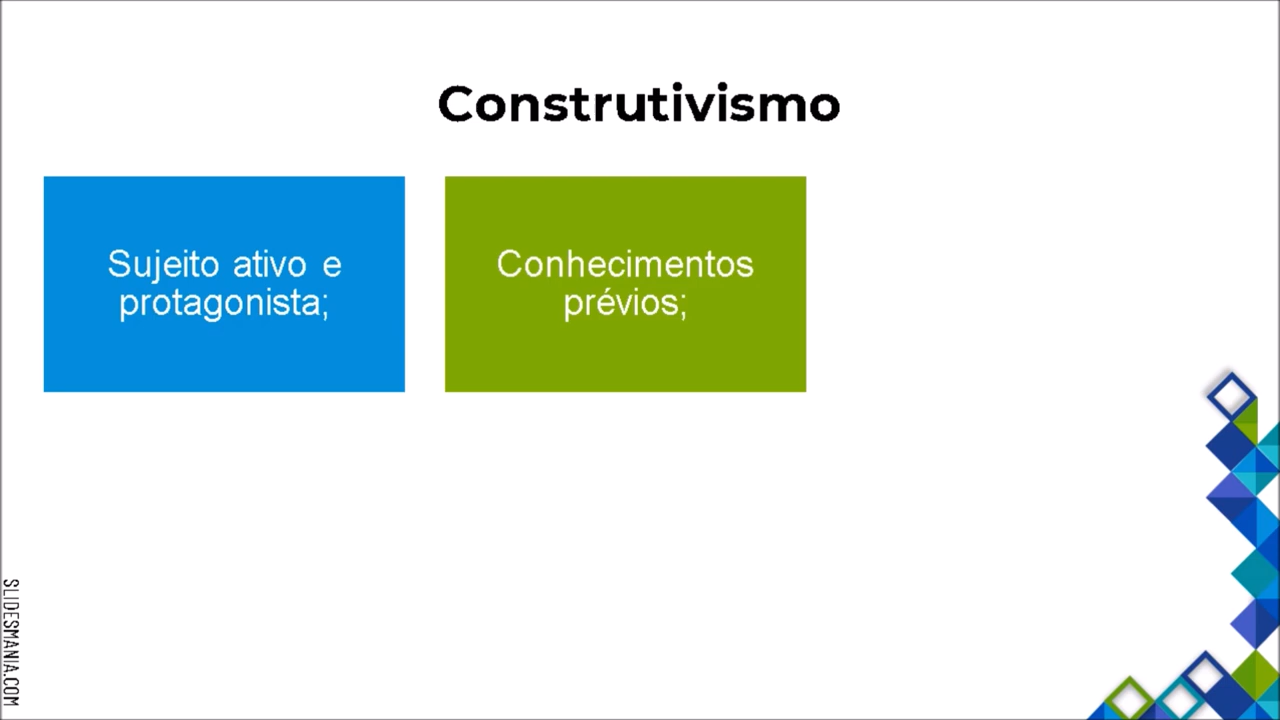 Construtivismo
Sujeito ativo e
protagonista;
Conhecimentos
prévios;
SLIDESMANIA.COM